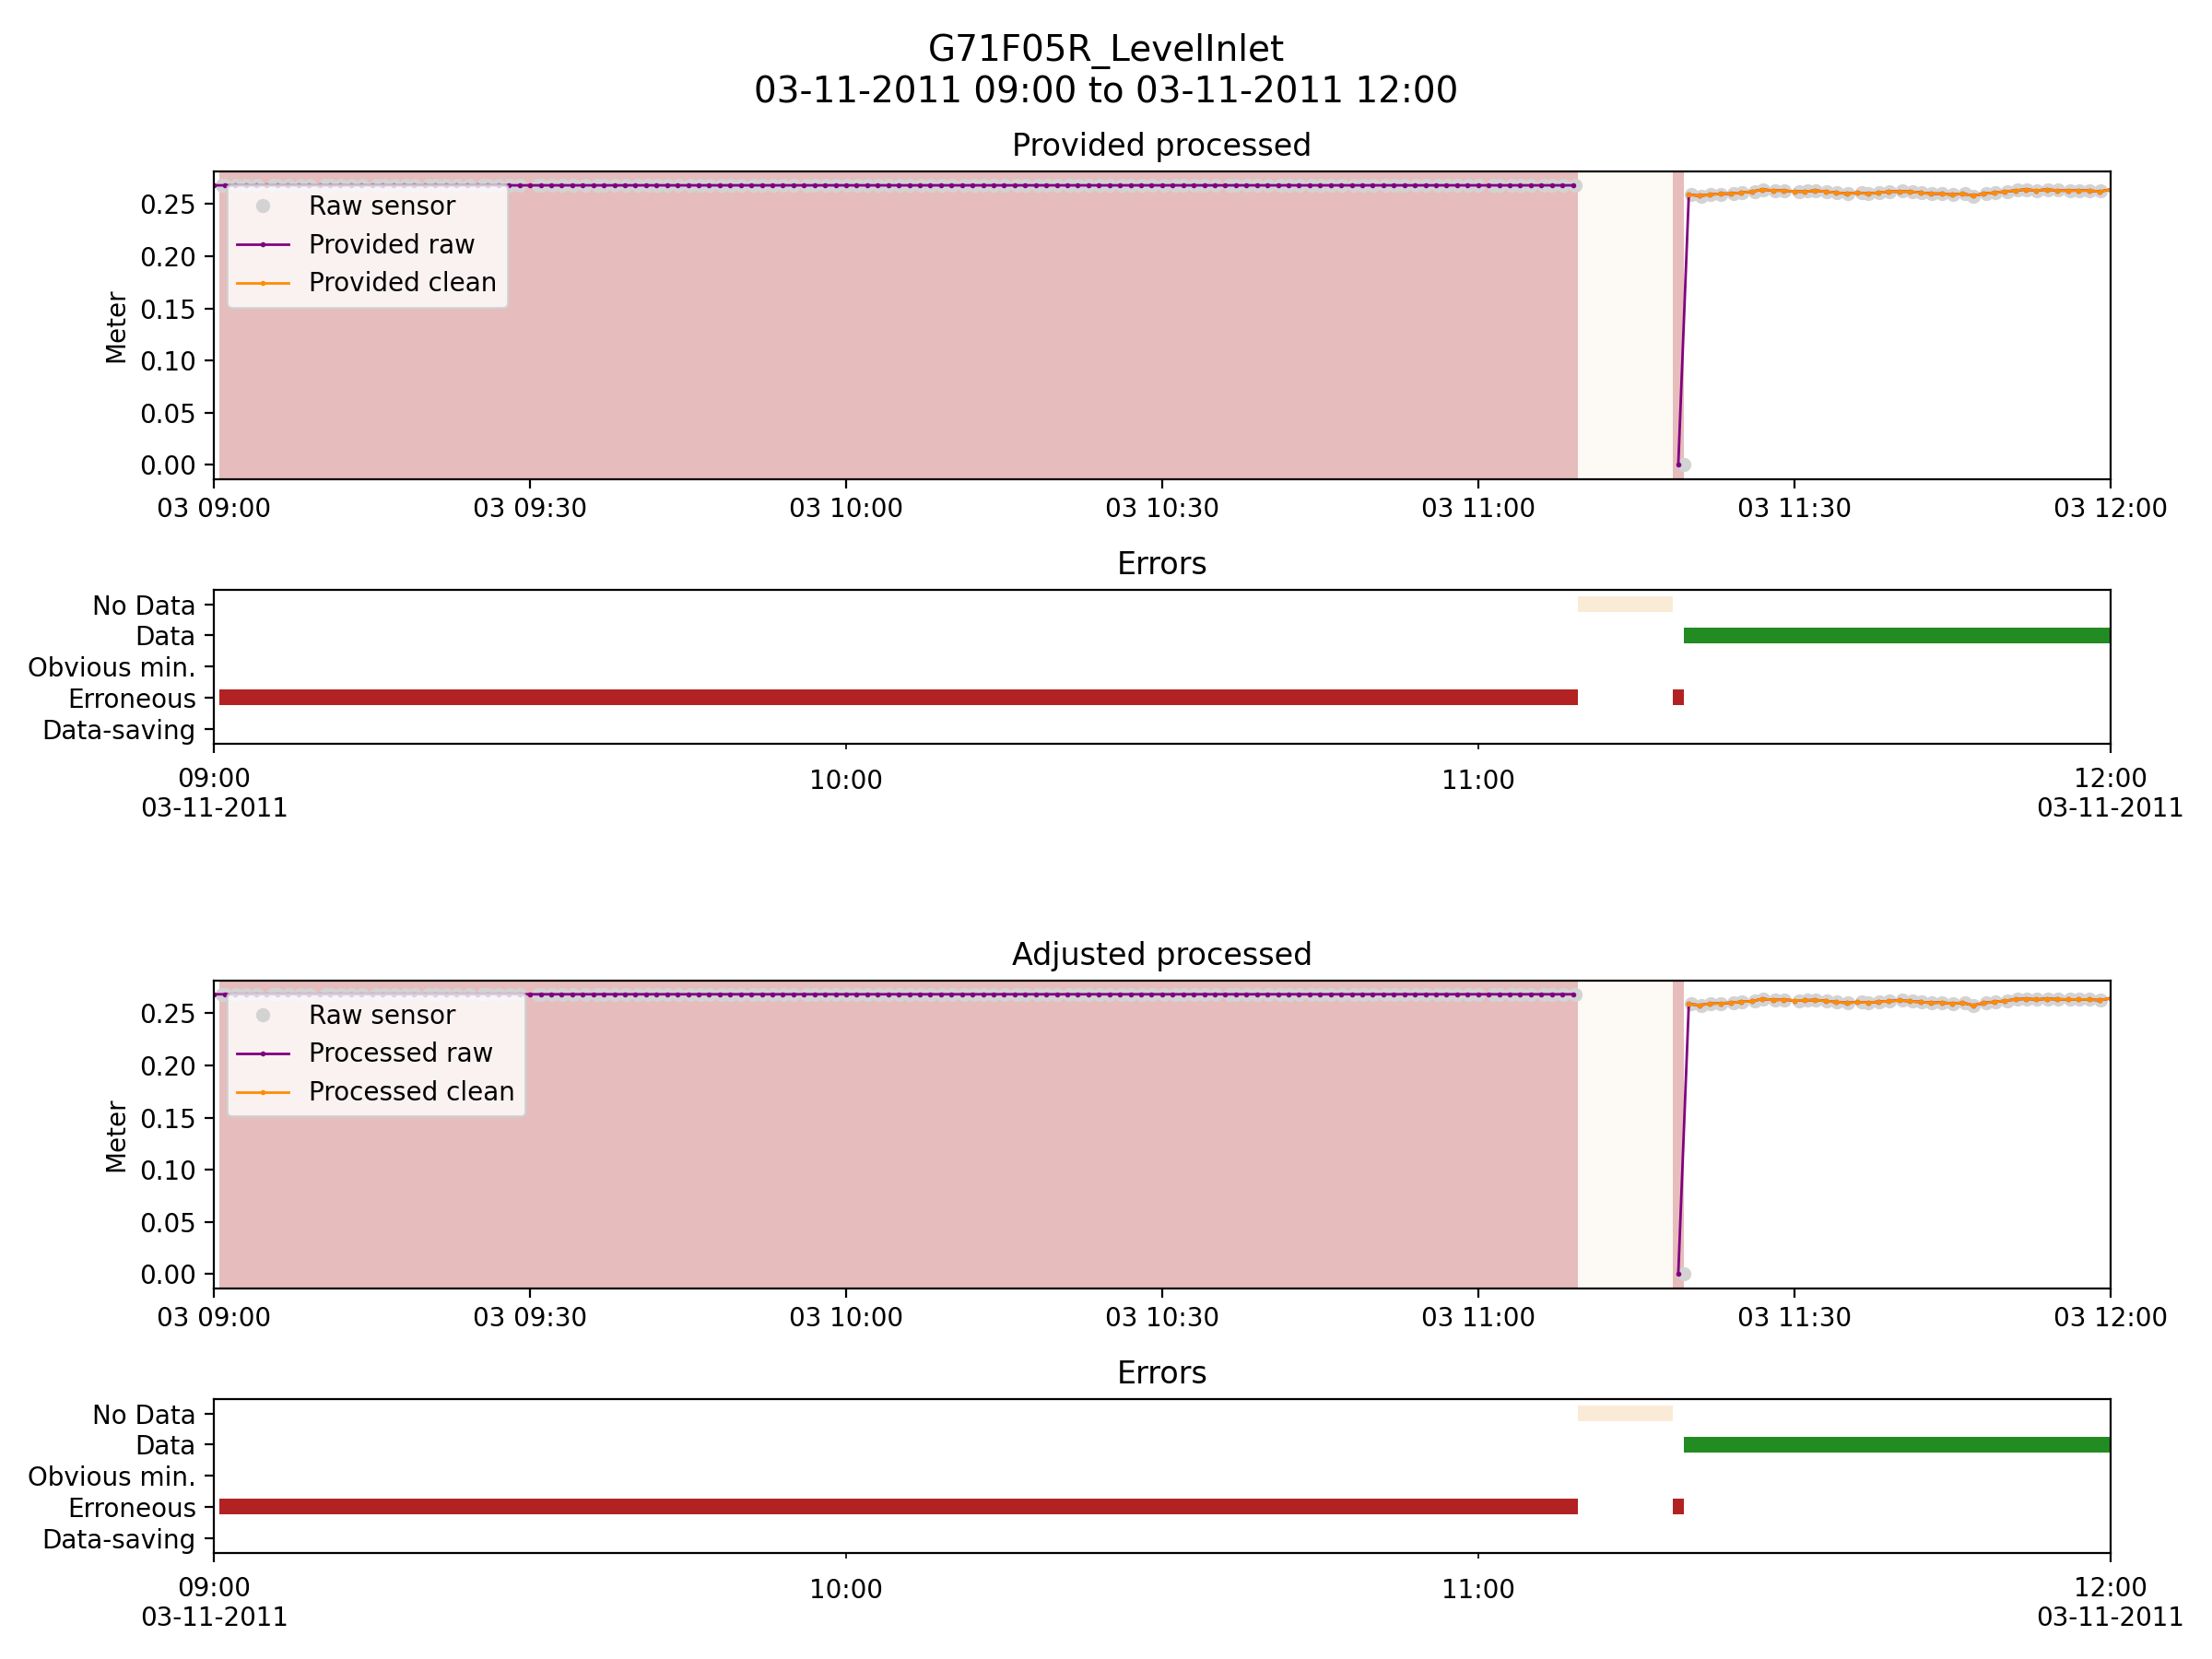 G71F05R_LevelInlet
03-11-2011 09:00 to 03-11-2011 12:00
Provided processed
Meter
0.25
0.20
0.15
0.10
0.05
0.00
Raw sensor
Provided raw
Provided clean
03 09:00 03 09:30 03 10:00 03 10:30 03 11:00 03 11:30 03 12:00
Errors
No Data
Data
Obvious min.
Erroneous
Data-saving
09:00 10:00 11:00 12:00
03-11-2011 03-11-2011
Adjusted processed
Meter
0.25
0.20
0.15
0.10
0.05
0.00
Raw sensor
Processed raw
Processed clean
03 09:00 03 09:30 03 10:00 03 10:30 03 11:00 03 11:30 03 12:00
Errors
No Data
Data
Obvious min.
Erroneous
Data-saving
09:00 10:00 11:00 12:00
03-11-2011 03-11-2011